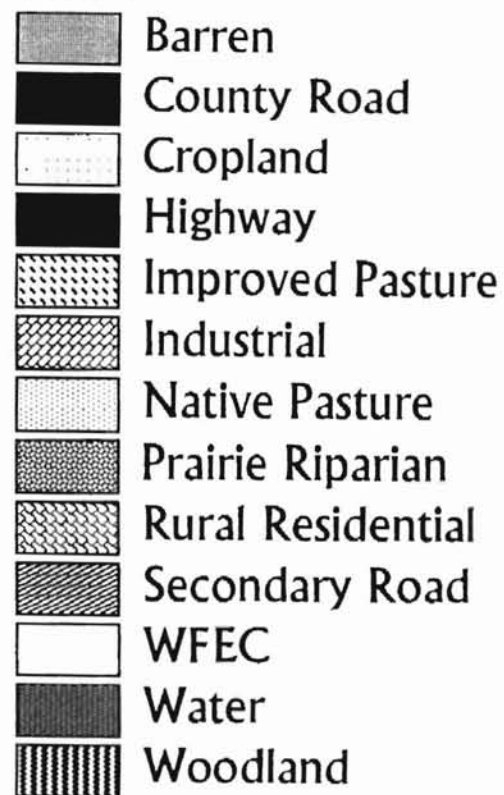 Barren
County Road
Cropland
Highway
Improved Pasture
Industrial
Native Pasture
Prairie Riparian
Rural Residential
Secondary Road
WFEC
Water
Woodland